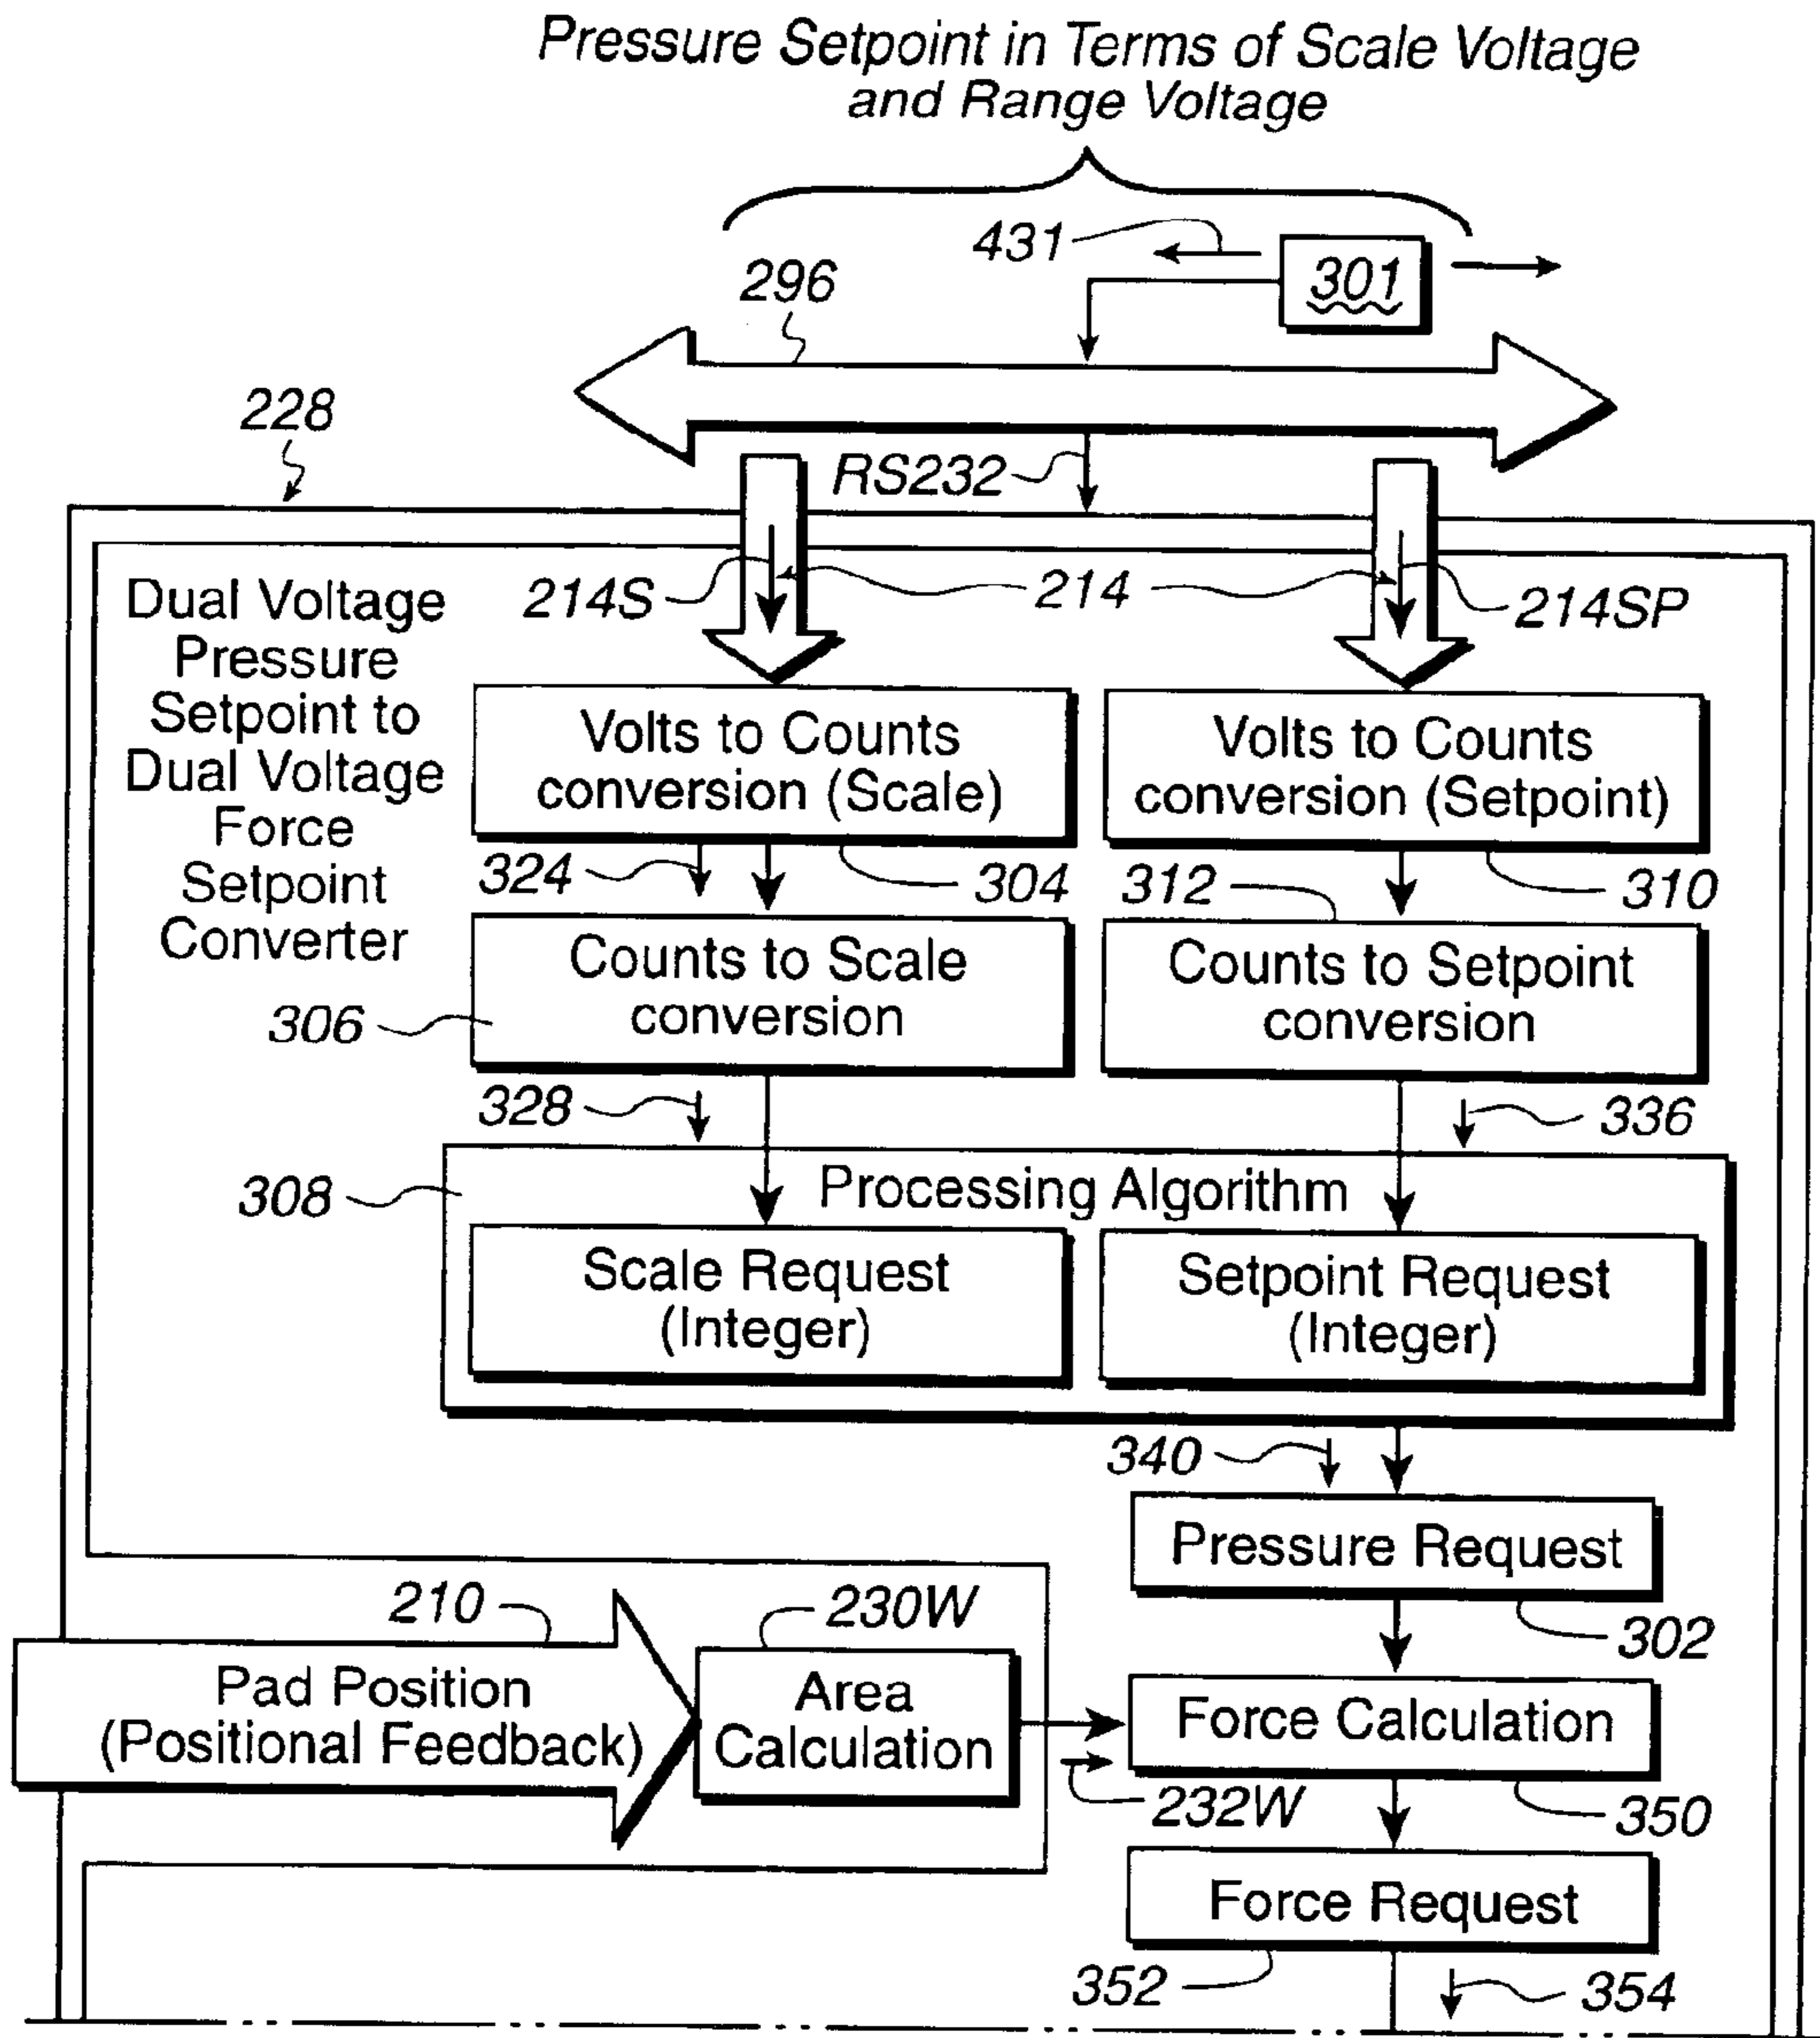 Pressure Setpoint in Terms of Scale Voltage
and Range Voltage
431
301
296
228
RS232
214S
214
214SP
Dual Voltage
Pressure
Setpoint to
Dual Voltage
Force
Setpoint
Converter
Volts to Counts
conversion (Scale)
Volts to Counts
conversion (Setpoint)
324
304
312
310
Counts to Scale
conversion
Counts to Setpoint
conversion
306
328
336
308
Processing Algorithm
Scale Request
(Integer)
Setpoint Request
(Integer)
340
Pressure Request
302
210
230W
Pad Position
(Positional Feedback)
Area
Calculation
Force Calculation
232W
350
Force Request
352
354